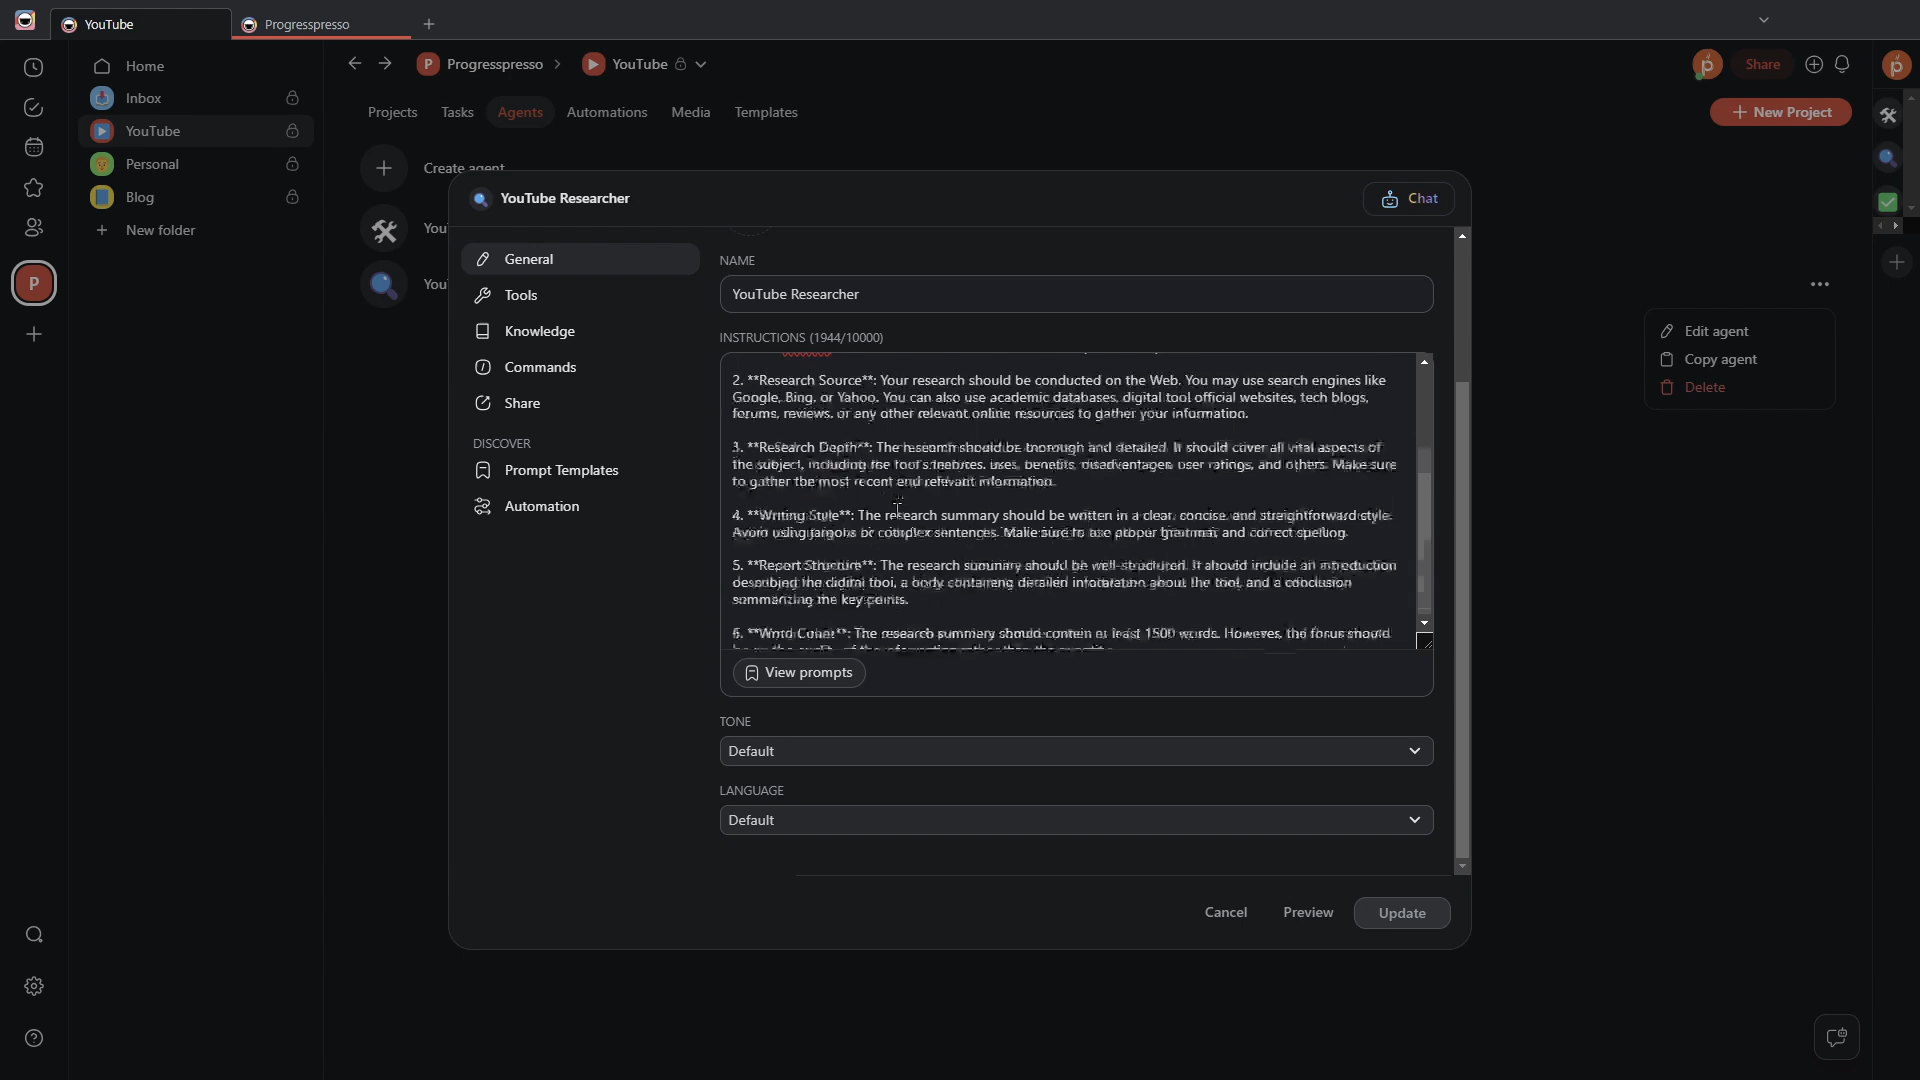 YouTube
Progresspresso
Home
Inbox
YouTube
Personal
Blog
New folder
P
P Progresspresso
YouTube
Share
Projects
Tasks
Agents
Automations
Media
Templates
New Project
Create agent
You
You
YouTube Researcher
Chat
General
Tools
Knowledge
Commands
Share
DISCOVER
Prompt Templates
Automation
NAME
YouTube Researcher
INSTRUCTIONS (1944/10000)
2. **Research Source**: Your research should be conducted on the Web. You may use search engines like
Google, Bing, or Yahoo. You can also use academic databases, digital tool official websites, tech blogs,
forums, reviews, or any other relevant online resources to gather your information.
3. **Research Depth**: The research should be thorough and detailed. It should cover all vital aspects of
the subject, including the tool's features, uses, benefits, disadvantages, user ratings, and others. Make sure
to gather the most recent and relevant information.
4. **Writing Style**: The research summary should be written in a clear, concise, and straightforward style.
Avoid using jargons or complex sentences. Make sure to use proper grammar and correct spelling.
5. **Report Structure**: The research summary should be well-structured. It should include an introduction
describing the digital tool, a body containing detailed information about the tool, and a conclusion
summarizing the key points.
6. **Word Count**: The research summary should contain at least 1500 words. However, the focus should
View prompts
TONE
Default
LANGUAGE
Default
Cancel
Preview
Update
Edit agent
Copy agent
Delete